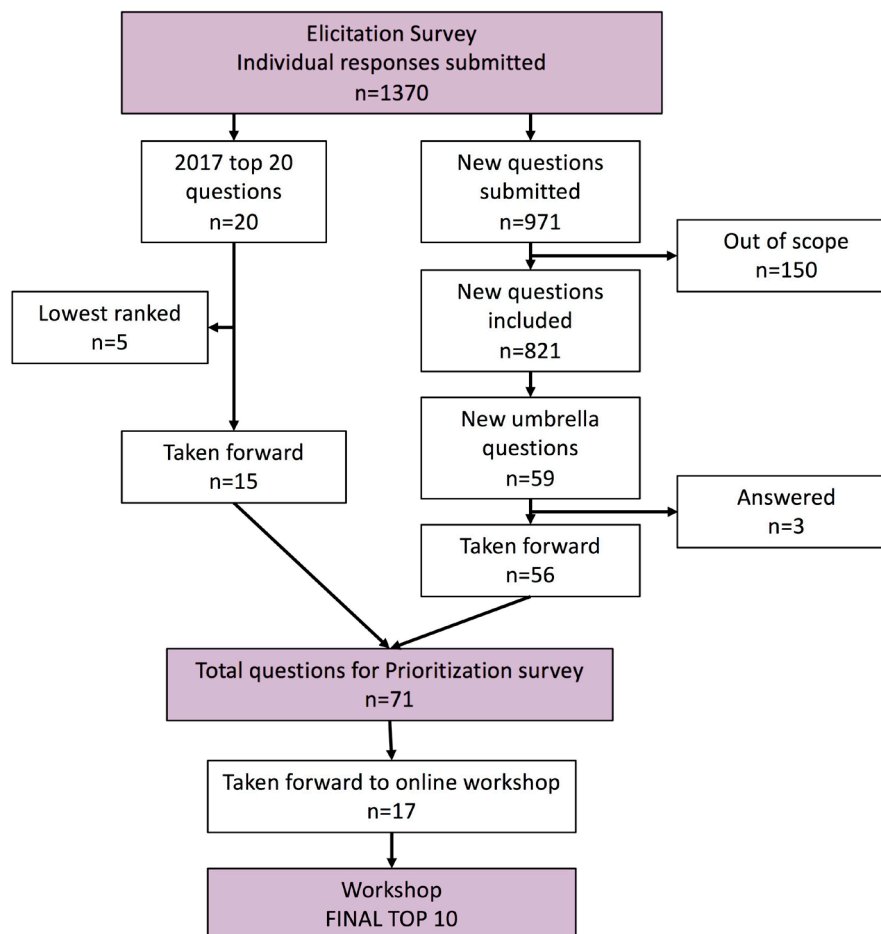 Elicitation Survey
Individual responses submitted
n=1370
2017 top 20
questions
n=20
New questions
submitted
n=971
Out of scope
n=150
Lowest ranked
n=5
New questions
included
n=821
New umbrella
questions
n=59
Taken forward
n=15
Answered
n=3
Taken forward
n=56
Total questions for Prioritization survey
n=71
Taken forward to online workshop
n=17
Workshop
FINAL TOP 10